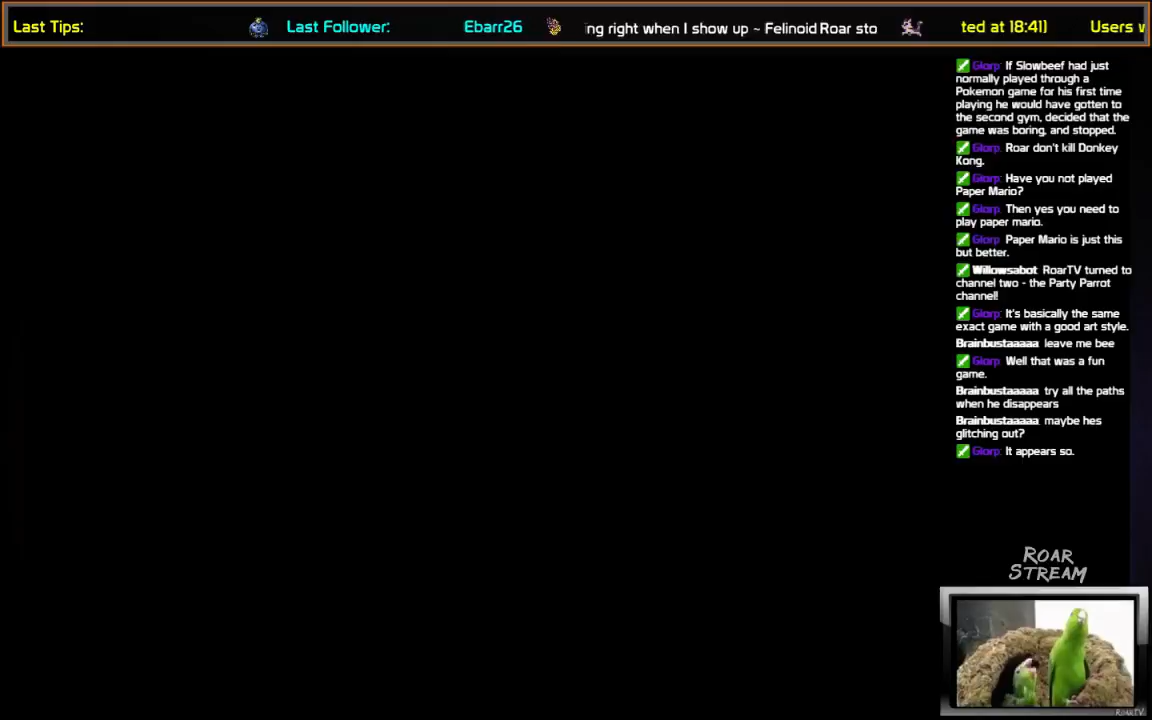 Last Tips: Last Follower: Ebarr26 ing right when I show up ~ Felinoid Roar sto ted at 18:41) Users w
Glorp: If Slowbeef had just
normally played through a
Pokemon game for his first time
playing he would have gotten to
the second gym, decided that the
game was boring, and stopped.
Glorp: Roar don't kill Donkey
Kong.
Glorp: Have you not played
Paper Mario?
Glorp: Then yes you need to
play paper mario.
Glorp: Paper Mario is just this
but better.
Willowsabot: RoarTV turned to
channel two - the Party Parrot
channel!
Glorp: It's basically the same
exact game with a good art style.
Brainbustaaaaa: leave me bee
Glorp: Well that was a fun
game.
Brainbustaaaaa: try all the paths
when he disappears
Brainbustaaaaa: maybe hes
glitching out?
Glorp: It appears so.
ROAR
STREAM
ROARTV